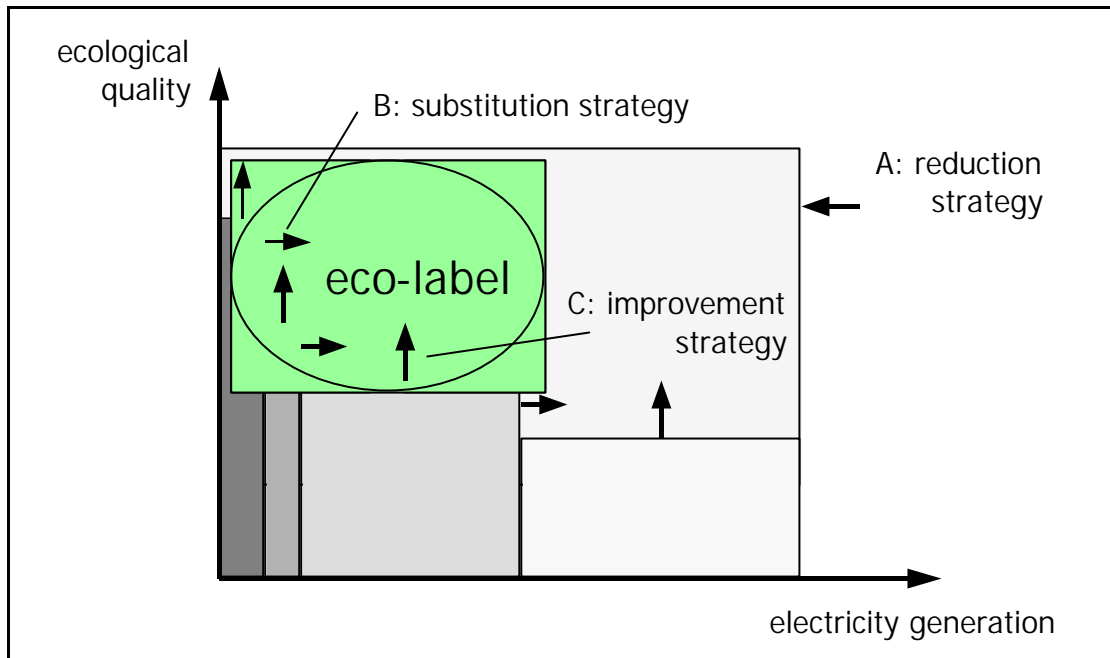 ecological
quality
B: substitution strategy
A: reduction
strategy
eco-label
C: improvement
strategy
electricity generation